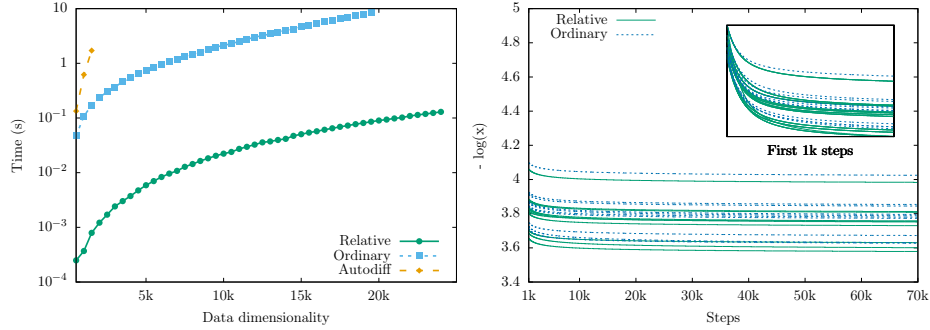 10
1
10⁻¹
10⁻²
10⁻³
10⁻⁴
Time (s)
5k 10k 15k 20k
Data dimensionality
Relative
Ordinary
Autodiff
5
4.8
4.6
4.4
4.2
4
3.8
3.6
3.4
- log(x)
Relative
Ordinary
First 1k steps
1k 10k 20k 30k 40k 50k 60k 70k
Steps